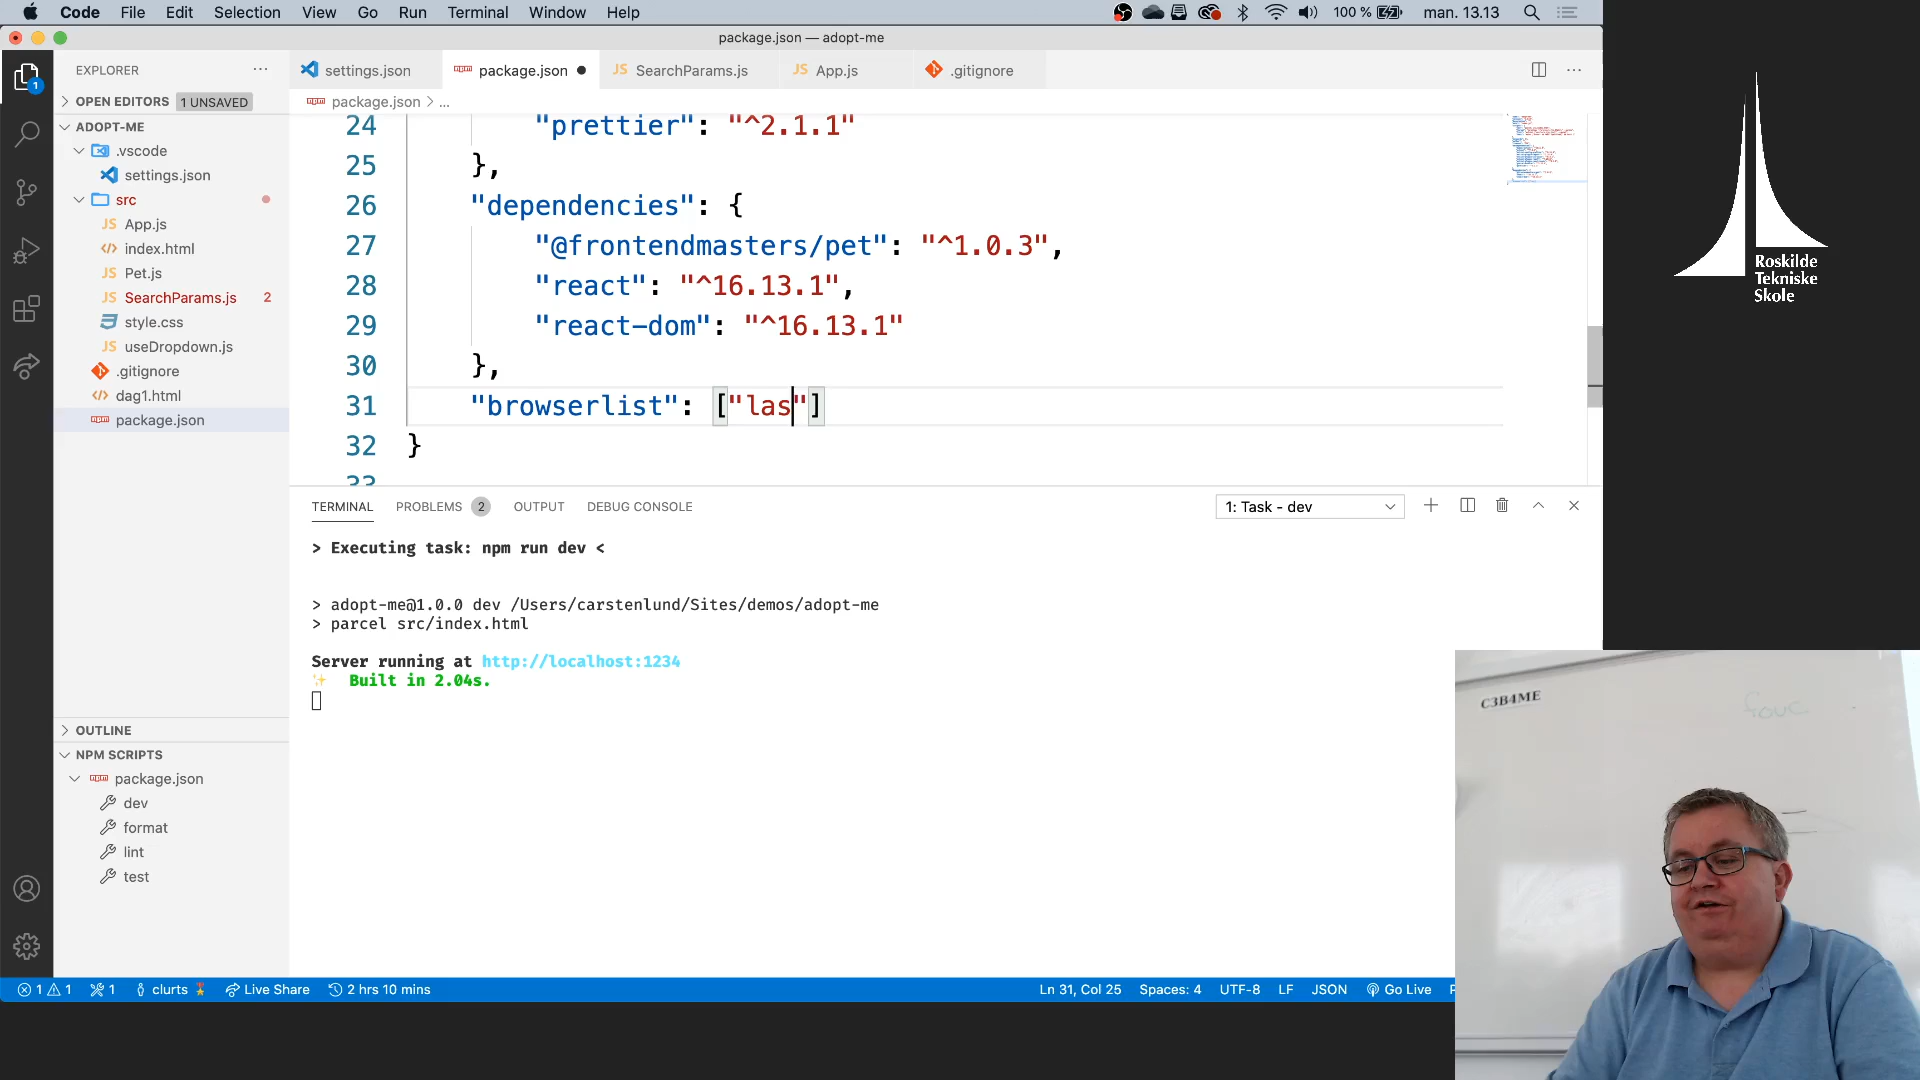 Code File Edit Selection View Go Run Terminal Window Help
100 % man. 13.13
package.json — adopt-me
EXPLORER
settings.json
package.json
SearchParams.js
App.js
.gitignore
OPEN EDITORS 1 UNSAVED
package.json > ...
ADOPT-ME
.vscode
settings.json
src
App.js
index.html
Pet.js
SearchParams.js 2
style.css
useDropdown.js
.gitignore
dag1.html
package.json
24 "prettier": "^2.1.1"
25 },
26 "dependencies": {
27 "@frontendmasters/pet": "^1.0.3",
28 "react": "^16.13.1",
29 "react-dom": "^16.13.1"
30 },
31 "browserlist": ["las"]
32 }
33
TERMINAL PROBLEMS 2 OUTPUT DEBUG CONSOLE
1: Task - dev
> Executing task: npm run dev <
> adopt-me@1.0.0 dev /Users/carstenlund/Sites/demos/adopt-me
> parcel src/index.html
Server running at http://localhost:1234
Built in 2.04s.
OUTLINE
NPM SCRIPTS
package.json
dev
format
lint
test
1 1 1 clurts Live Share 2 hrs 10 mins
Ln 31, Col 25 Spaces: 4 UTF-8 LF JSON Go Live
Roskilde
Tekniske
Skole
C3B4ME
fouc